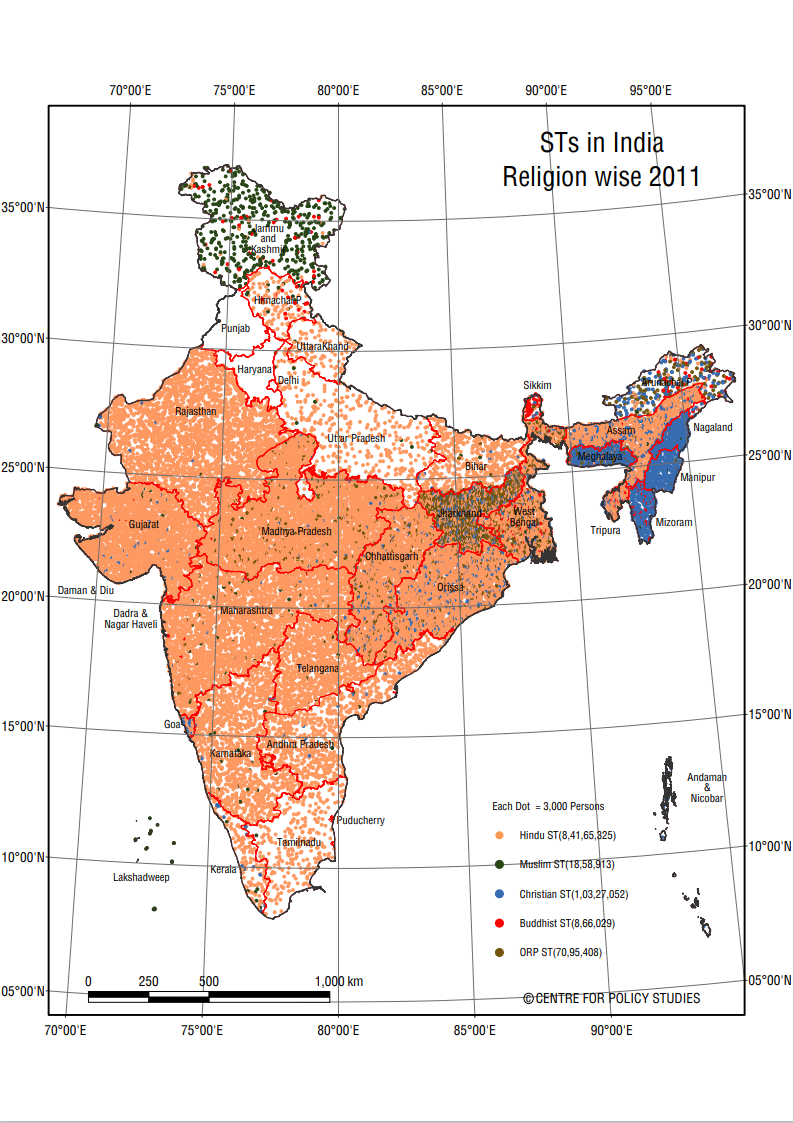 STs in India
Religion wise 2011
70°00'E
75°00'E
80°00'E
85°00'E
90°00'E
95°00'E
35°00'N
35°00'N
Jammu
and
Kashmir
HimachalP
Punjab
30°00'N
30°00'N
UttaraKhand
Haryana
Delhi
Sikkim
Arunachal P
Rajasthan
Uttar Pradesh
Assam
Nagaland
25°00'N
Bihar
Meghalaya
25°00'N
Manipur
Gujarat
Madhya Pradesh
Jharkhand
West
Bengal
Tripura
Mizoram
Chhattisgarh
Daman & Diu
Orissa
20°00'N
20°00'N
Dadra &
Nagar Haveli
Maharashtra
Telangana
15°00'N
Goa
15°00'N
Karnataka
Andhra Pradesh
Andaman
&
Nicobar
Puducherry
Tamilnadu
10°00'N
Kerala
Lakshadweep
10°00'N
Each Dot = 3,000 Persons
Hindu ST(8,41,65,325)
Muslim ST(18,58,913)
Christian ST(1,03,27,052)
Buddhist ST(8,66,029)
ORP ST(70,95,408)
0
250
500
1,000 km
05°00'N
05°00'N
©CENTRE FOR POLICY STUDIES
70°00'E
75°00'E
80°00'E
85°00'E
90°00'E